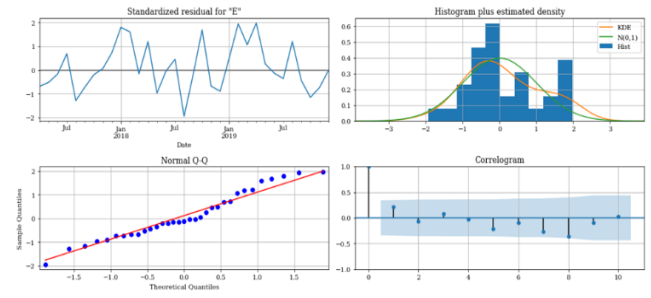 Standardized residual for "E"
2
1
0
−1
−2
Jul
Jan
2018
Jul
Jan
2019
Jul
Date
Histogram plus estimated density
0.6
0.5
0.4
0.3
0.2
0.1
0.0
KDE
N(0,1)
Hist
−3 −2 −1 0 1 2 3
Normal Q-Q
Sample Quantiles
2
1
0
−1
−2
−1.5 −1.0 −0.5 0.0 0.5 1.0 1.5
Theoretical Quantiles
Correlogram
1.0
0.5
0.0
−0.5
−1.0
0 2 4 6 8 10